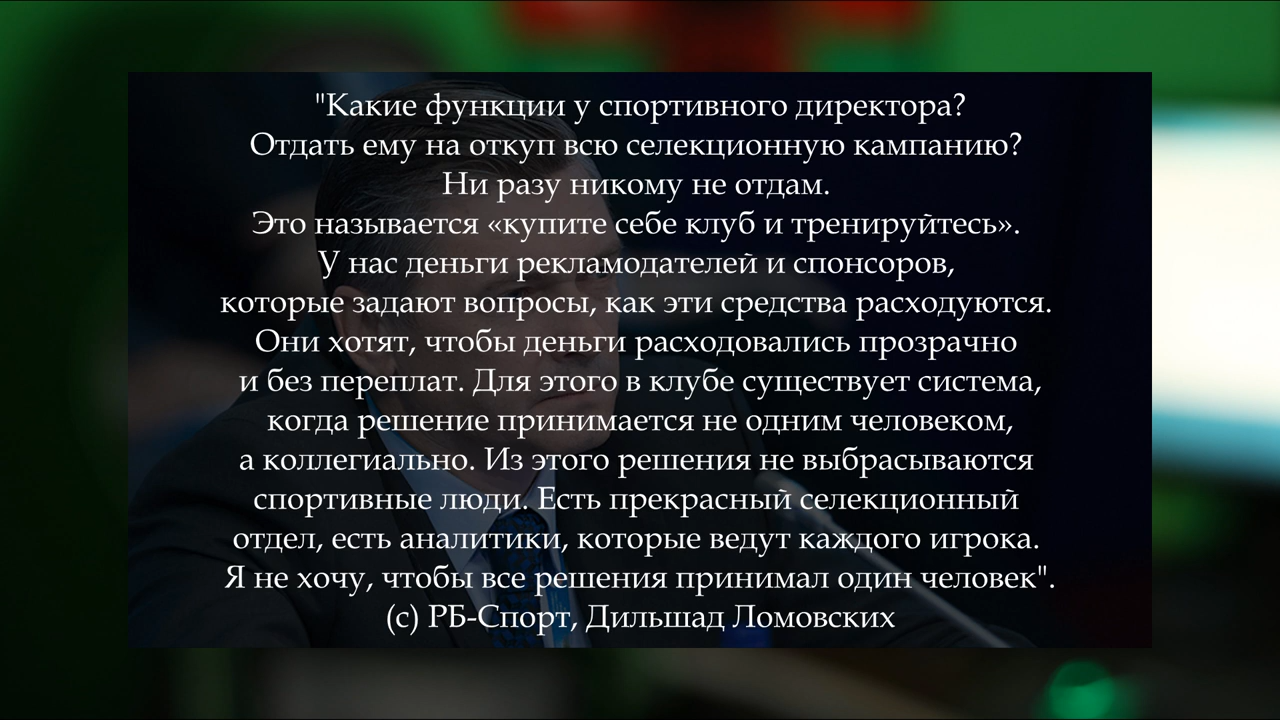 "Какие функции у спортивного директора?
Отдать ему на откуп всю селекционную кампанию?
Ни разу никому не отдам.
Это называется «купите себе клуб и тренируйтесь».
У нас деньги рекламодателей и спонсоров,
которые задают вопросы, как эти средства расходуются.
Они хотят, чтобы деньги расходовались прозрачно
и без переплат. Для этого в клубе существует система,
когда решение принимается не одним человеком,
а коллегиально. Из этого решения не выбрасываются
спортивные люди. Есть прекрасный селекционный
отдел, есть аналитики, которые ведут каждого игрока.
Я не хочу, чтобы все решения принимал один человек".
(с) РБ-Спорт, Дильшад Ломовских